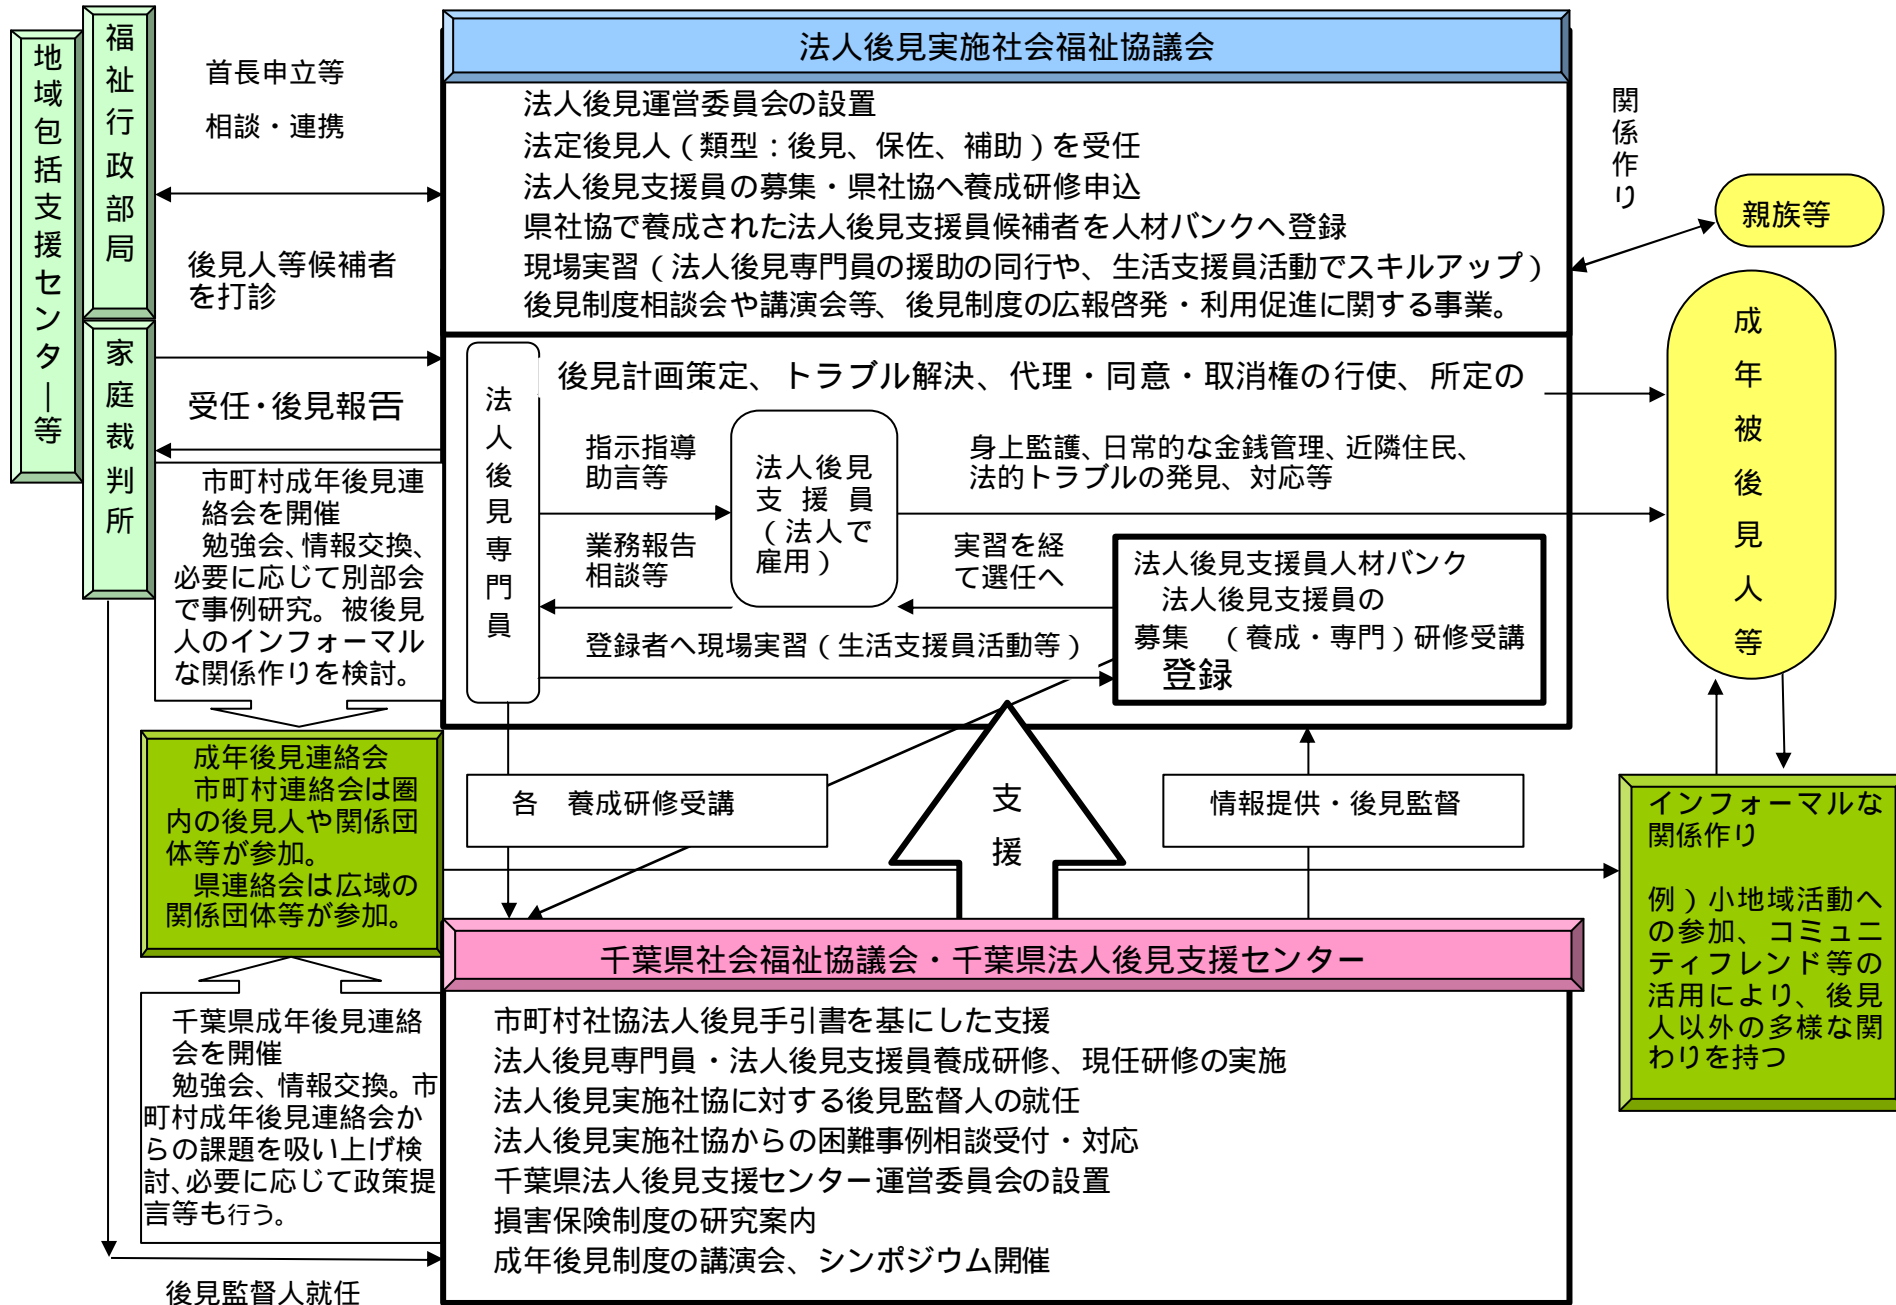 地域包括支援センター等
福祉行政部局
家庭裁判所
首長申立等
相談・連携
後見人等候補者
を打診
受任・後見報告
法人後見実施社会福祉協議会
法人後見運営委員会の設置
法定後見人（類型：後見、保佐、補助）を受任
法人後見支援員の募集・県社協へ養成研修申込
県社協で養成された法人後見支援員候補者を人材バンクへ登録
現場実習（法人後見専門員の援助の同行や、生活支援員活動でスキルアップ）
後見制度相談会や講演会等、後見制度の広報啓発・利用促進に関する事業。
関係作り
親族等
成年被後見人等
法人後見専門員
後見計画策定、トラブル解決、代理・同意・取消権の行使、所定の
指示指導
助言等
法人後見
支援員
（法人で
雇用）
身上監護、日常的な金銭管理、近隣住民、
法的トラブルの発見、対応等
業務報告
相談等
実習を経
て選任へ
法人後見支援員人材バンク
法人後見支援員の
募集　（養成・専門）研修受講
登録
登録者へ現場実習（生活支援員活動等）
市町村成年後見連
絡会を開催
勉強会、情報交換、
必要に応じて別部会
で事例研究。被後見
人のインフォーマル
な関係作りを検討。
成年後見連絡会
市町村連絡会は圏
内の後見人や関係団
体等が参加。
県連絡会は広域の
関係団体等が参加。
各　養成研修受講
支援
情報提供・後見監督
インフォーマルな
関係作り
例）小地域活動へ
の参加、コミュニ
ティフレンド等の
活用により、後見
人以外の多様な関
わりを持つ
千葉県社会福祉協議会・千葉県法人後見支援センター
市町村社協法人後見手引書を基にした支援
法人後見専門員・法人後見支援員養成研修、現任研修の実施
法人後見実施社協に対する後見監督人の就任
法人後見実施社協からの困難事例相談受付・対応
千葉県法人後見支援センター運営委員会の設置
損害保険制度の研究案内
成年後見制度の講演会、シンポジウム開催
千葉県成年後見連絡
会を開催
勉強会、情報交換。市
町村成年後見連絡会か
らの課題を吸い上げ検
討、必要に応じて政策提
言等も行う。
後見監督人就任